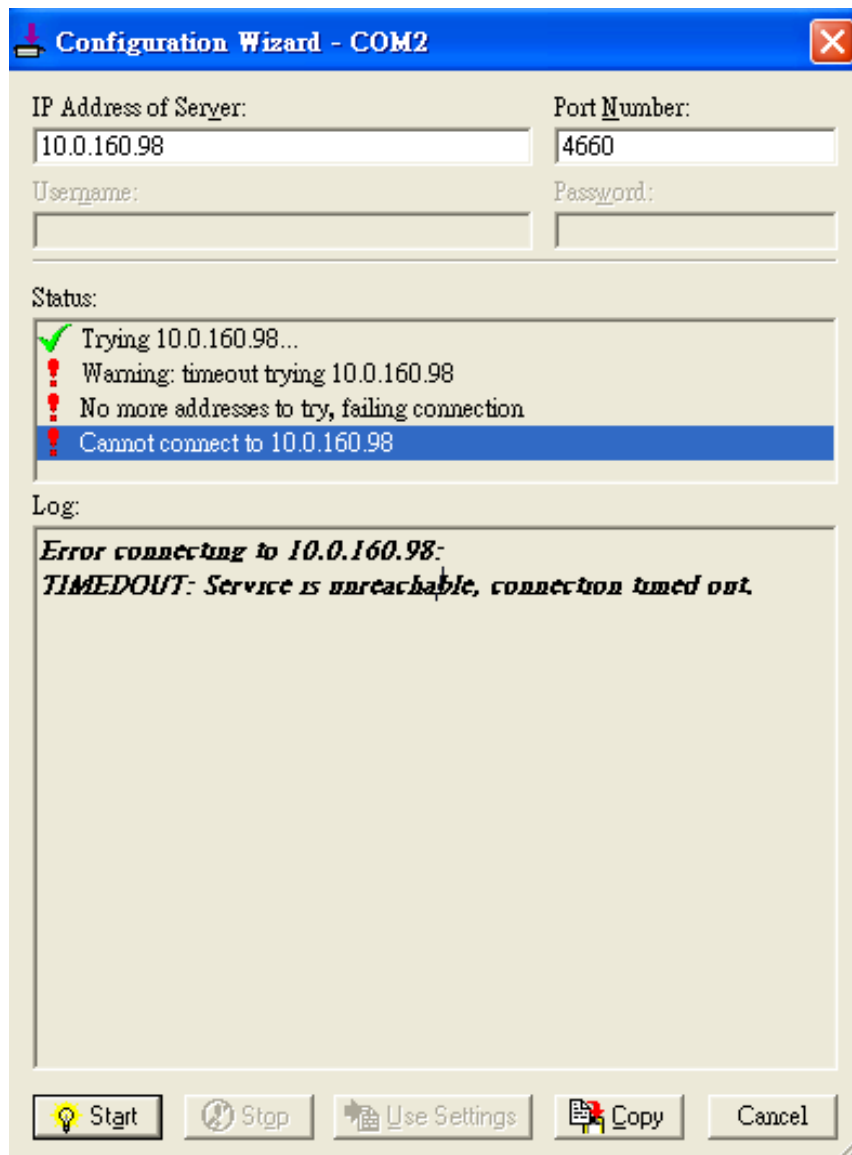 Configuration Wizard - COM2
IP Address of Server: Port Number:
10.0.160.98 4660
Username: Password:
Status:
Trying 10.0.160.98...
Warning: timeout trying 10.0.160.98
No more addresses to try, failing connection
Cannot connect to 10.0.160.98
Log:
Error connecting to 10.0.160.98:
TIMEDOUT: Service is unreachable, connection timed out.
Start Stop Use Settings Copy Cancel